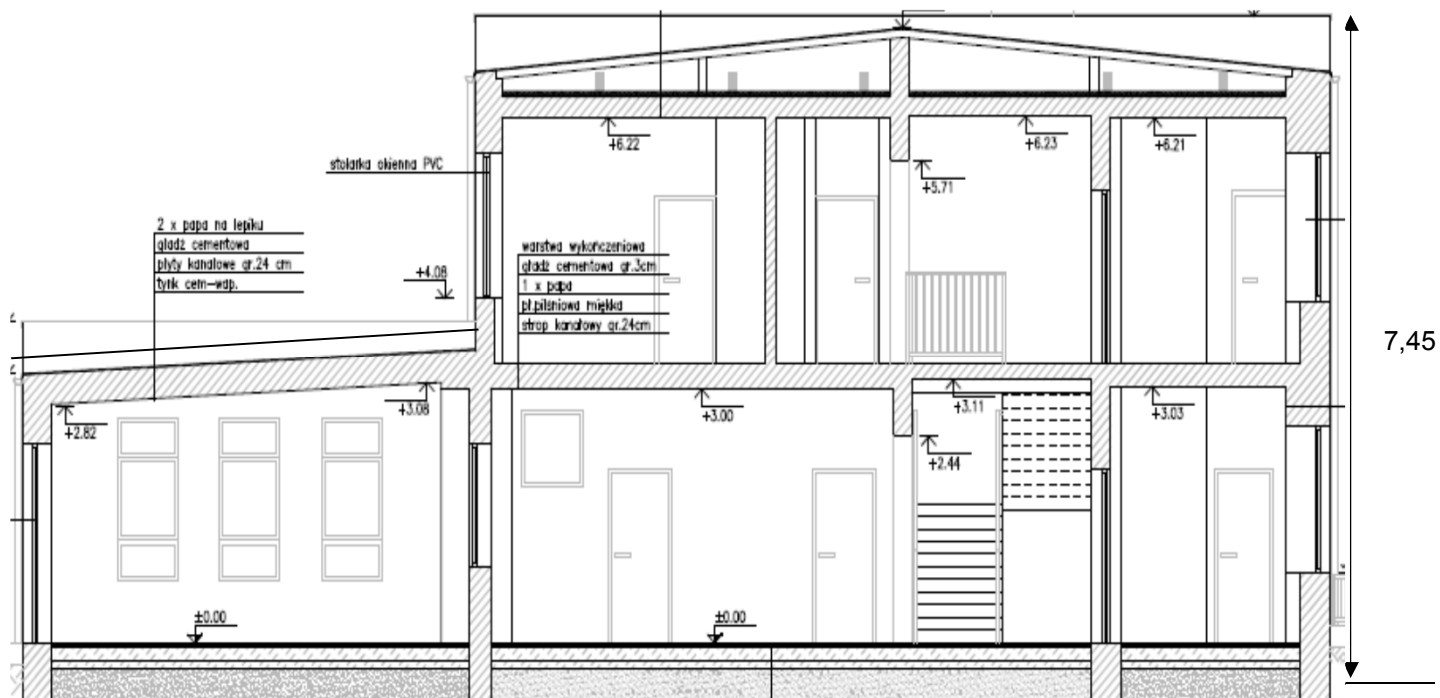 +6.22
+6.23
+6.21
stolarka okienna PVC
+5.71
2 x papa na lepiku
gładź cementowa
płyty kanałowe gr.24 cm
tynk cem-wap.
warstwa wykończeniowa
gładź cementowa gr.3cm
1 x papa
pł.pilśniowa miękka
strop kanałowy gr.24cm
+4.08
7,45
+2.82
+3.08
+3.00
+3.11
+3.03
+2.44
±0.00
±0.00